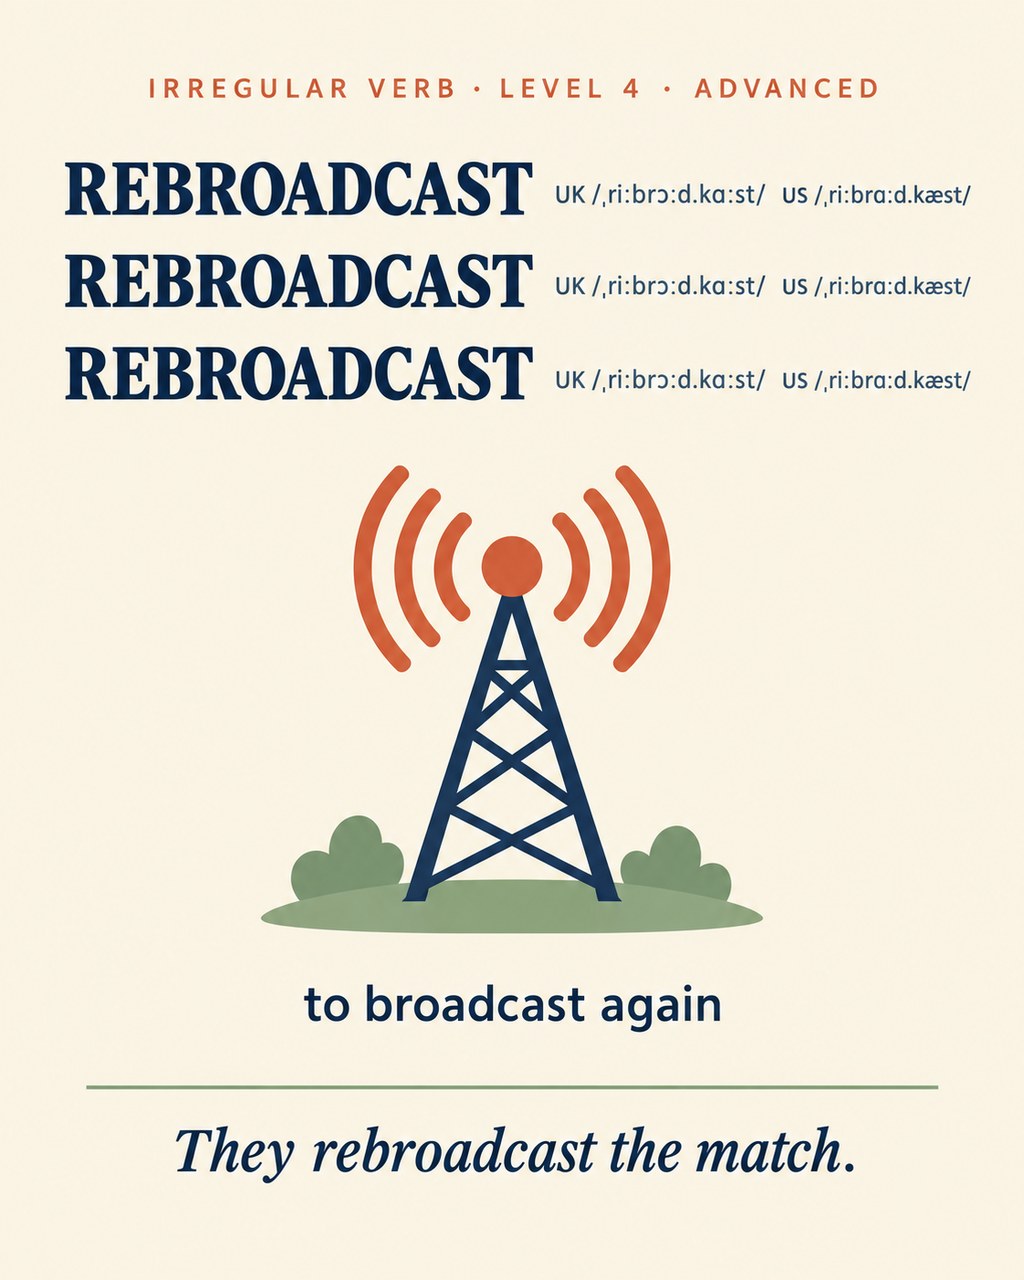 IRREGULAR VERB · LEVEL 4 · ADVANCED
REBROADCAST UK /ˌriːbrɔːd.kɑːst/ US /ˌriːbrɑːd.kæst/
REBROADCAST UK /ˌriːbrɔːd.kɑːst/ US /ˌriːbrɑːd.kæst/
REBROADCAST UK /ˌriːbrɔːd.kɑːst/ US /ˌriːbrɑːd.kæst/
to broadcast again
They rebroadcast the match.